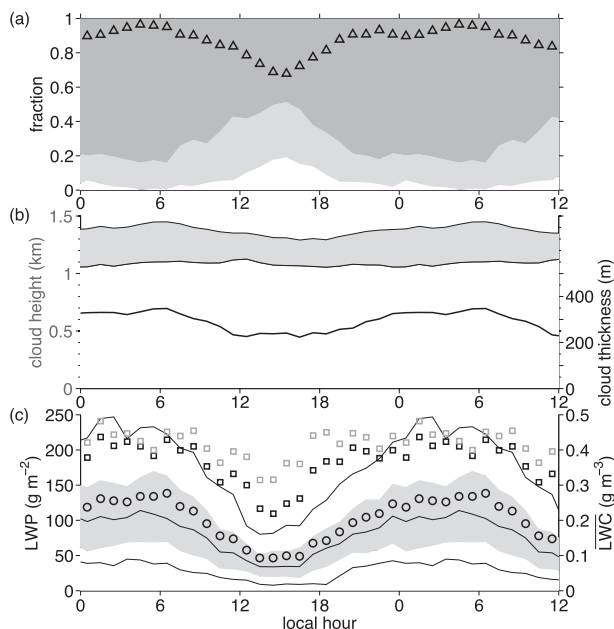 (a)
1
0.8
0.6
0.4
0.2
0
fraction
0 6 12 18 0 6 12
(b)
1.5
1
0.5
0
cloud height (km)
400
200
0
cloud thickness (m)
0 6 12 18 0 6 12
(c)
250
200
150
100
50
0
LWP (g m⁻²)
0.5
0.4
0.3
0.2
0.1
0
LWC (g m⁻³)
0 6 12 18 0 6 12
local hour